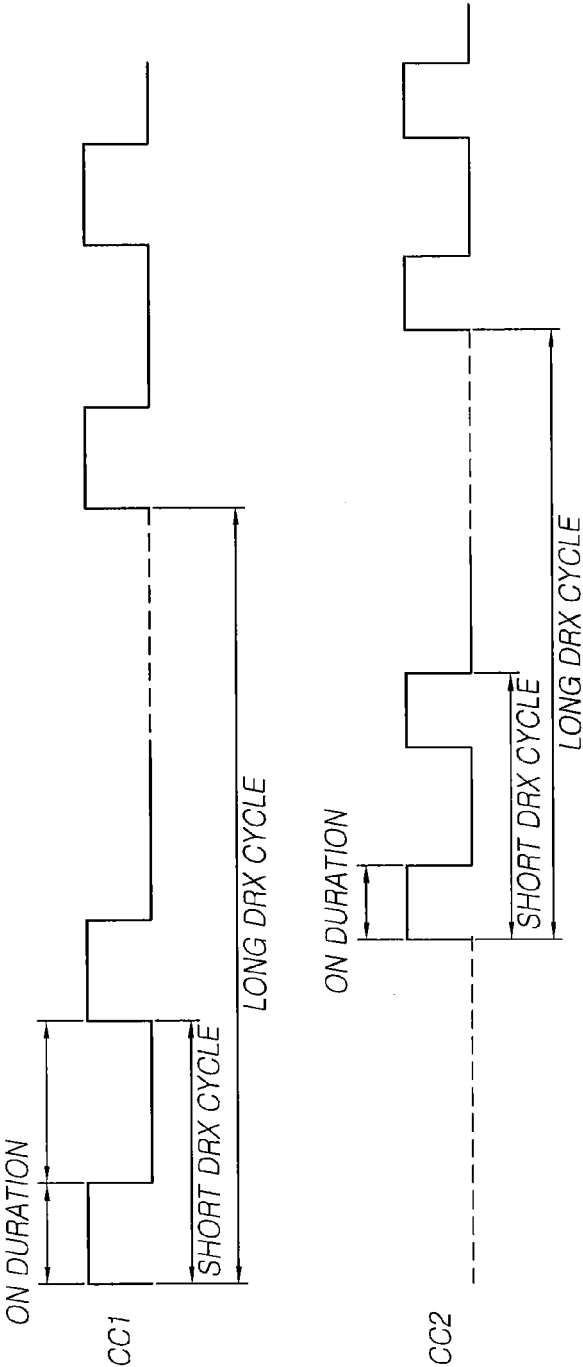 CC1
ON DURATION
SHORT DRX CYCLE
LONG DRX CYCLE
CC2
ON DURATION
SHORT DRX CYCLE
LONG DRX CYCLE